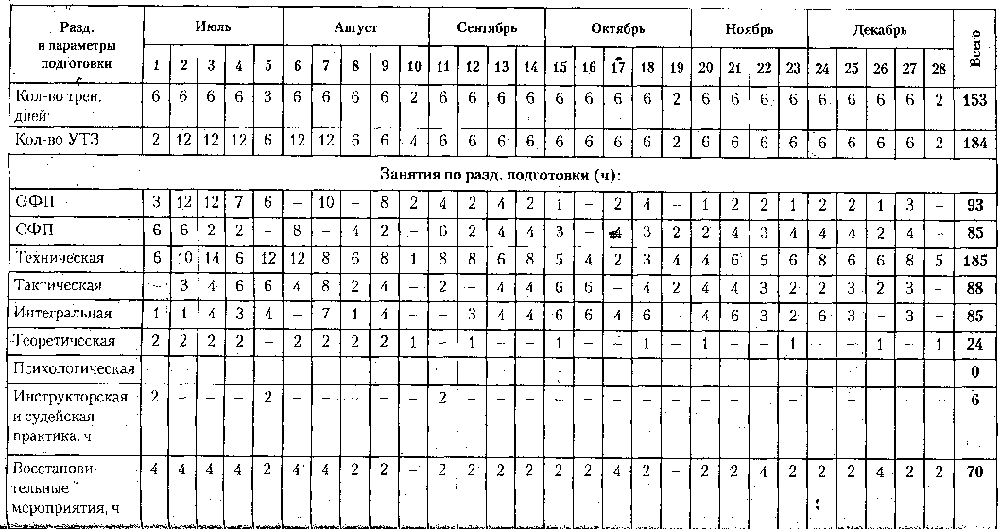 Разд. и параметры подготовки | Июль | Август | Сентябрь | Октябрь | Ноябрь | Декабрь | Всего
1 2 3 4 5 6 7 8 9 10 11 12 13 14 15 16 17 18 19 20 21 22 23 24 25 26 27 28
Кол-во трен. дней 6 6 6 6 3 6 6 6 6 2 6 6 6 6 6 6 6 6 2 6 6 6 6 6 6 6 6 2 153
Кол-во УТЗ 2 12 12 12 6 12 12 6 6 4 6 6 6 6 6 6 6 6 2 6 6 6 6 6 6 6 6 2 184
Занятия по разд. подготовки (ч):
ОФП 3 12 12 7 6 – 10 – 8 2 4 2 4 2 1 – 2 4 – 1 2 2 1 2 2 1 3 – 93
СФП 6 6 2 2 – 8 – 4 2 – 6 2 4 4 3 – 4 3 2 2 4 3 4 4 4 2 4 – 85
Техническая 6 10 14 6 12 12 8 6 8 1 8 8 6 8 5 4 2 3 4 4 6 5 6 8 6 6 8 5 185
Тактическая – 3 4 6 6 4 8 2 4 – 2 – 4 4 6 6 – 4 2 4 4 3 2 2 3 2 3 – 88
Интегральная 1 1 4 3 4 – 7 1 4 – – 3 4 4 6 6 4 6 – 4 6 3 2 6 3 – 3 – 85
Теоретическая 2 2 2 2 – 2 2 2 2 1 – 1 – – 1 – – 1 – 1 – – 1 – – 1 – 1 24
Психологическая 0
Инструкторская и судейская практика, ч 2 – – – 2 – – – – – 2 – – – – – – – – – – – – – – – – – 6
Восстанови-
тельные
мероприятия, ч 4 4 4 4 2 4 4 2 2 – 2 2 2 2 2 2 4 2 – 2 2 4 2 2 2 4 2 2 70